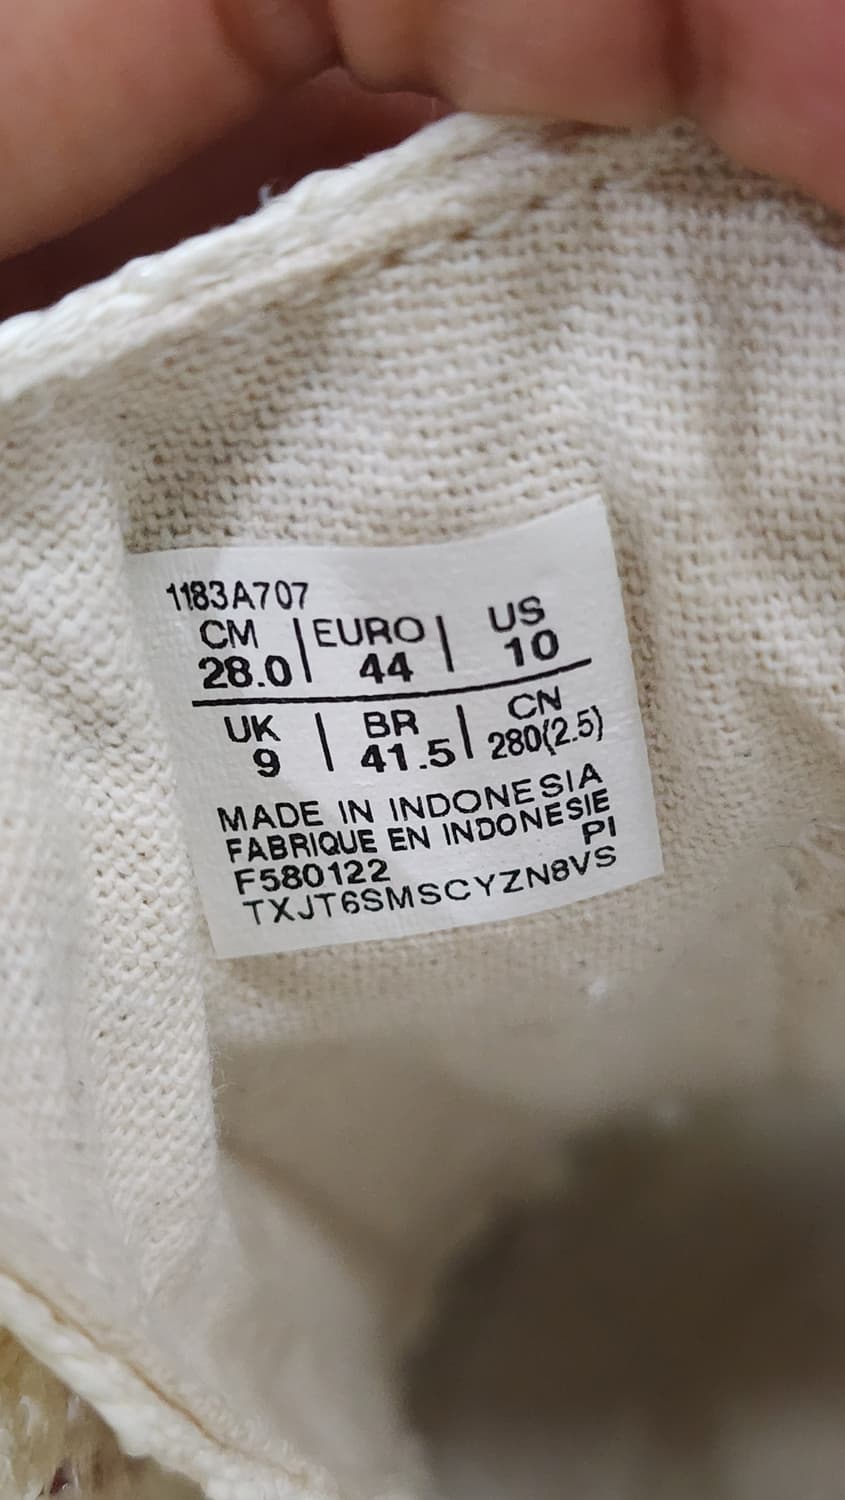 1183A707
CM | EURO | US
28.0 | 44 | 10
UK | BR | CN
9 | 41.5 | 280(2.5)
MADE IN INDONESIA
FABRIQUE EN INDONESIE
PI
F580122
TXJT6SMSCYZN8VS